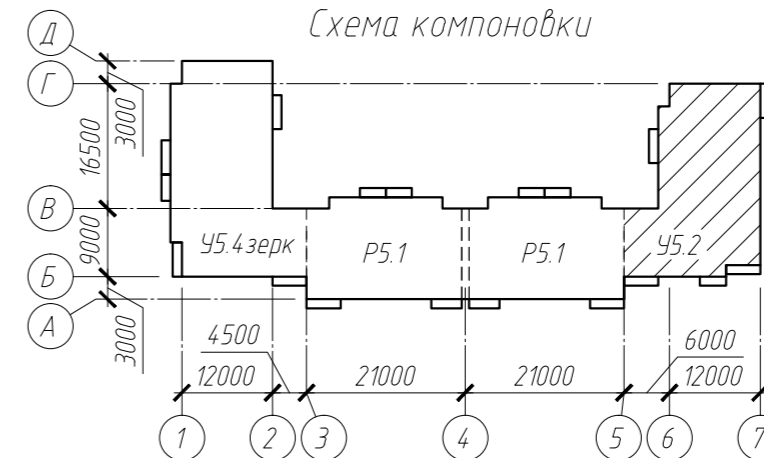 Схема компоновки
Д
Г
3000
16500
В
9000
У5.4зерк
Р5.1
Р5.1
У5.2
Б
А
3000
4500
6000
12000
21000
21000
12000
1
2
3
4
5
6
7